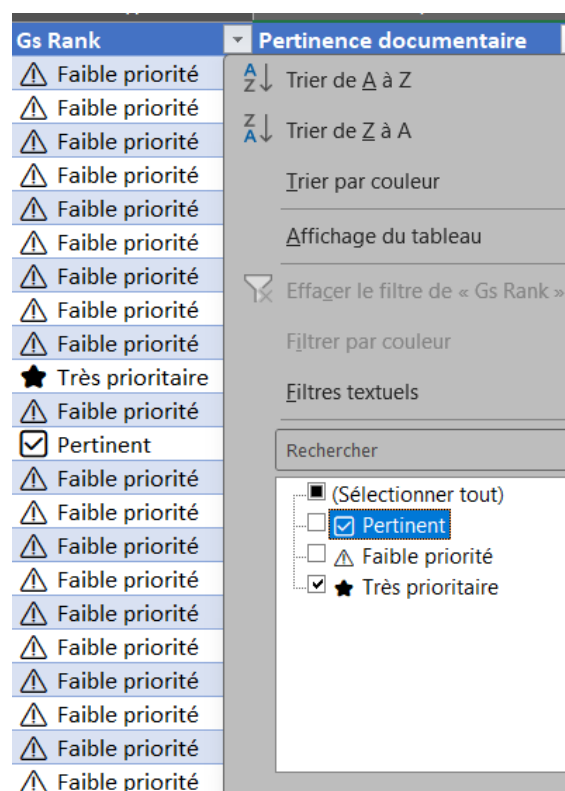 Gs Rank
Pertinence documentaire
Faible priorité
Faible priorité
Faible priorité
Faible priorité
Faible priorité
Faible priorité
Faible priorité
Faible priorité
Faible priorité
Très prioritaire
Faible priorité
Pertinent
Faible priorité
Faible priorité
Faible priorité
Faible priorité
Faible priorité
Faible priorité
Faible priorité
Faible priorité
Faible priorité
Faible priorité
Trier de A à Z
Trier de Z à A
Trier par couleur
Affichage du tableau
Effacer le filtre de « Gs Rank »
Filtrer par couleur
Filtres textuels
Rechercher
(Sélectionner tout)
Pertinent
Faible priorité
Très prioritaire